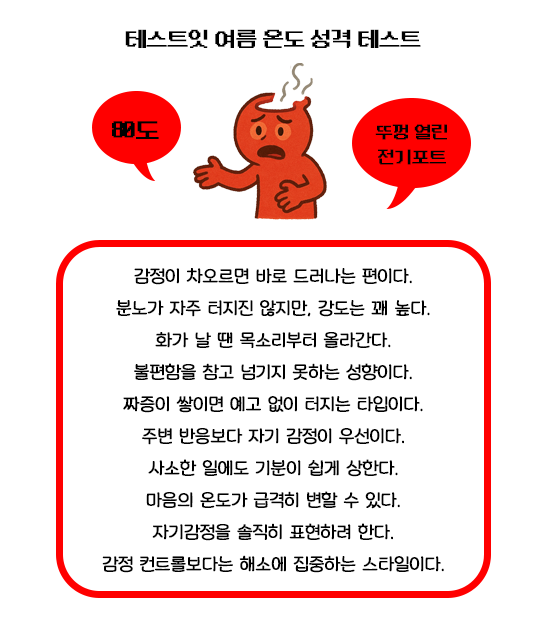 테스트잇 여름 온도 성격 테스트
80도
뚜껑 열린
전기포트
감정이 차오르면 바로 드러나는 편이다.
분노가 자주 터지진 않지만, 강도는 꽤 높다.
화가 날 땐 목소리부터 올라간다.
불편함을 참고 넘기지 못하는 성향이다.
짜증이 쌓이면 예고 없이 터지는 타입이다.
주변 반응보다 자기 감정이 우선이다.
사소한 일에도 기분이 쉽게 상한다.
마음의 온도가 급격히 변할 수 있다.
자기감정을 솔직히 표현하려 한다.
감정 컨트롤보다는 해소에 집중하는 스타일이다.